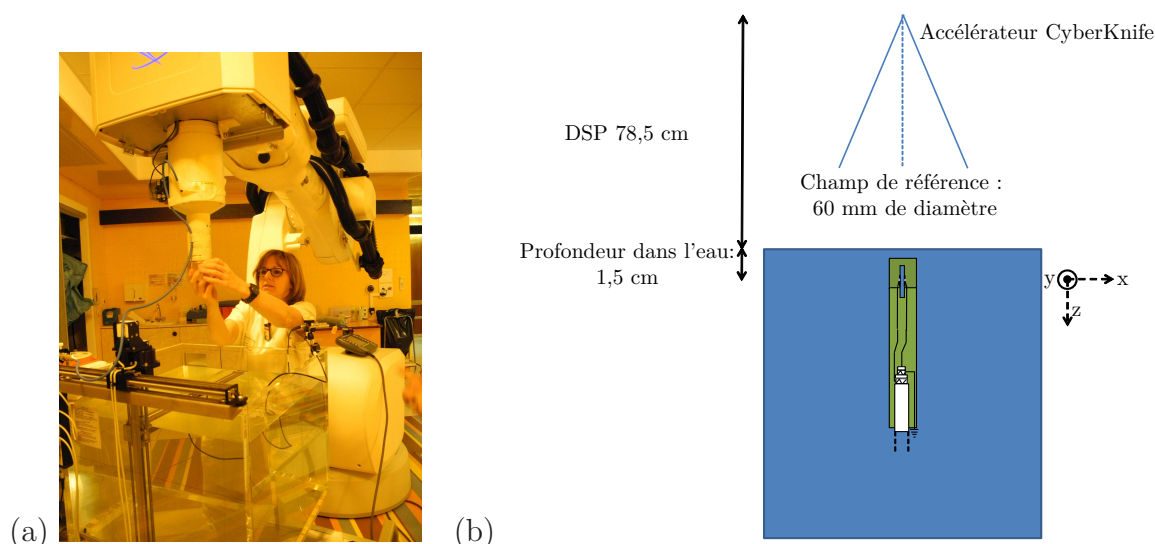 Accélérateur CyberKnife
DSP 78,5 cm
Champ de référence :
60 mm de diamètre
Profondeur dans l'eau:
1,5 cm
y
x
z
(a)
(b)